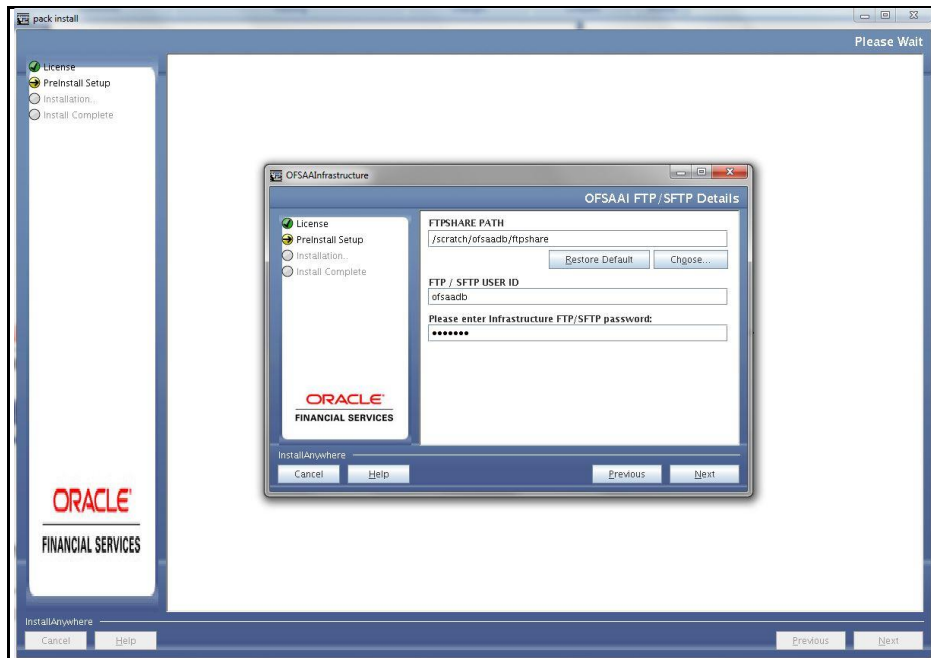 pack install
Please Wait
License
PreInstall Setup
Installation...
Install Complete
OFSAAInfrastructure
OFSAAI FTP/SFTP Details
License
PreInstall Setup
Installation...
Install Complete
FTPSHARE PATH
/scratch/ofsaadb/ftpshare
Restore Default
Choose...
FTP / SFTP USER ID
ofsaadb
Please enter Infrastructure FTP/SFTP password:
•••••••
ORACLE
FINANCIAL SERVICES
InstallAnywhere
Cancel
Help
Previous
Next
ORACLE
FINANCIAL SERVICES
InstallAnywhere
Cancel
Help
Previous
Next